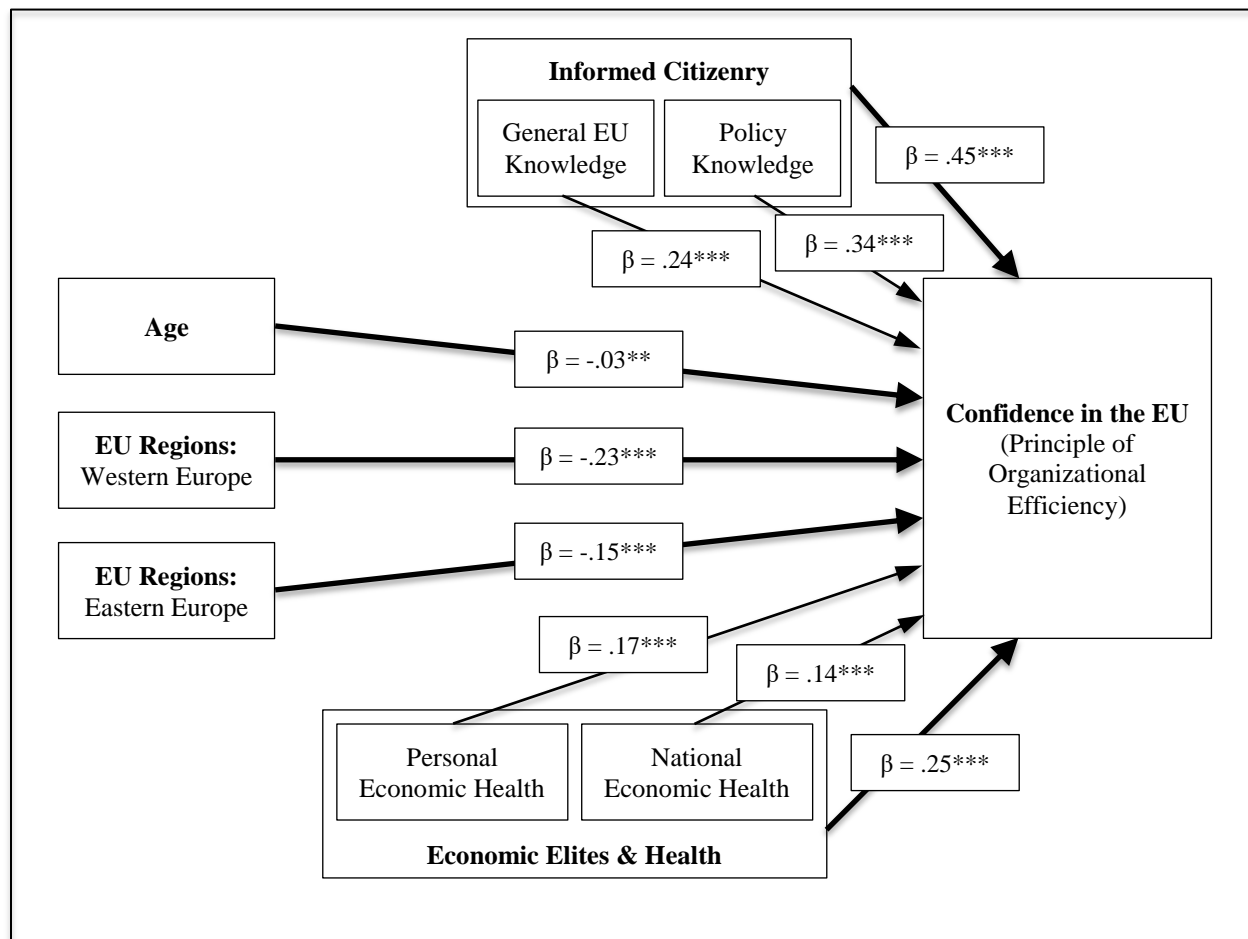 Informed Citizenry
General EU
Knowledge
Policy
Knowledge
β = .45***
β = .34***
β = .24***
Age
β = -.03**
EU Regions:
Western Europe
β = -.23***
Confidence in the EU
(Principle of
Organizational
Efficiency)
EU Regions:
Eastern Europe
β = -.15***
β = .17***
β = .14***
Personal
Economic Health
National
Economic Health
β = .25***
Economic Elites & Health